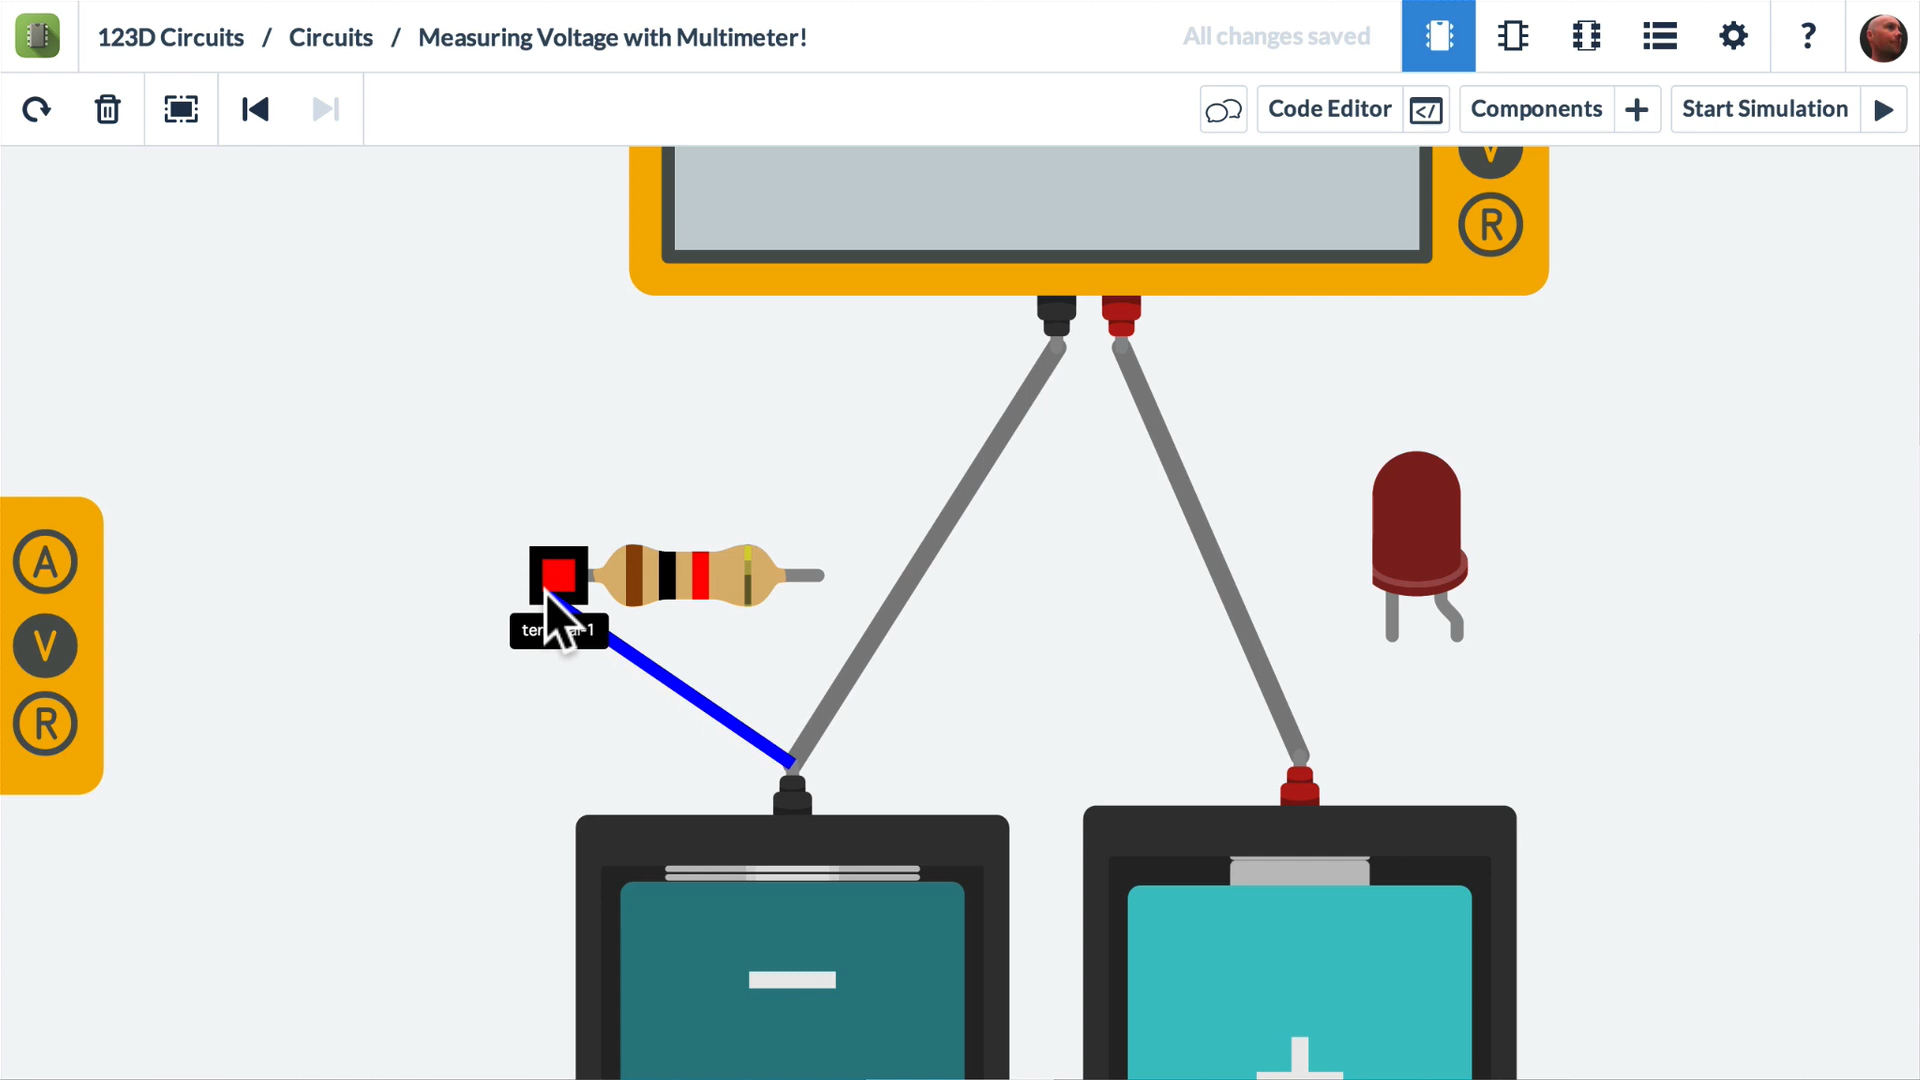 123D Circuits / Circuits / Measuring Voltage with Multimeter!
All changes saved
?
Code Editor
</>
Components
+
Start Simulation
V
R
A
V
R